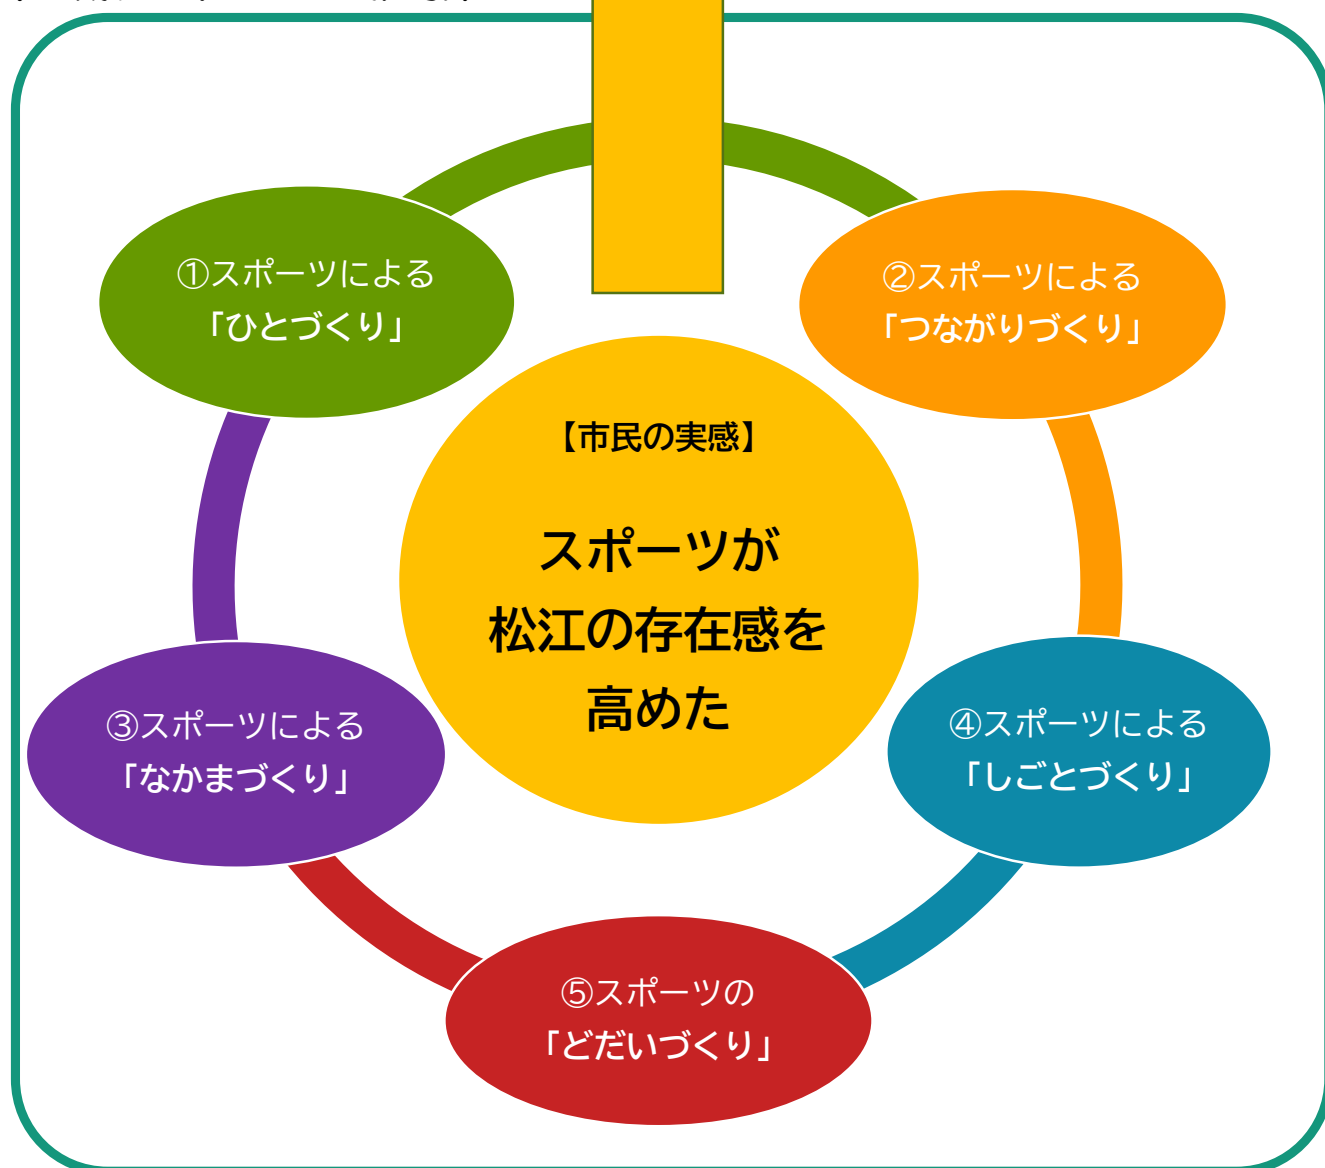 ①スポーツによる
「ひとづくり」
②スポーツによる
「つながりづくり」
【市民の実感】
スポーツが
松江の存在感を
高めた
③スポーツによる
「なかまづくり」
④スポーツによる
「しごとづくり」
⑤スポーツの
「どだいづくり」